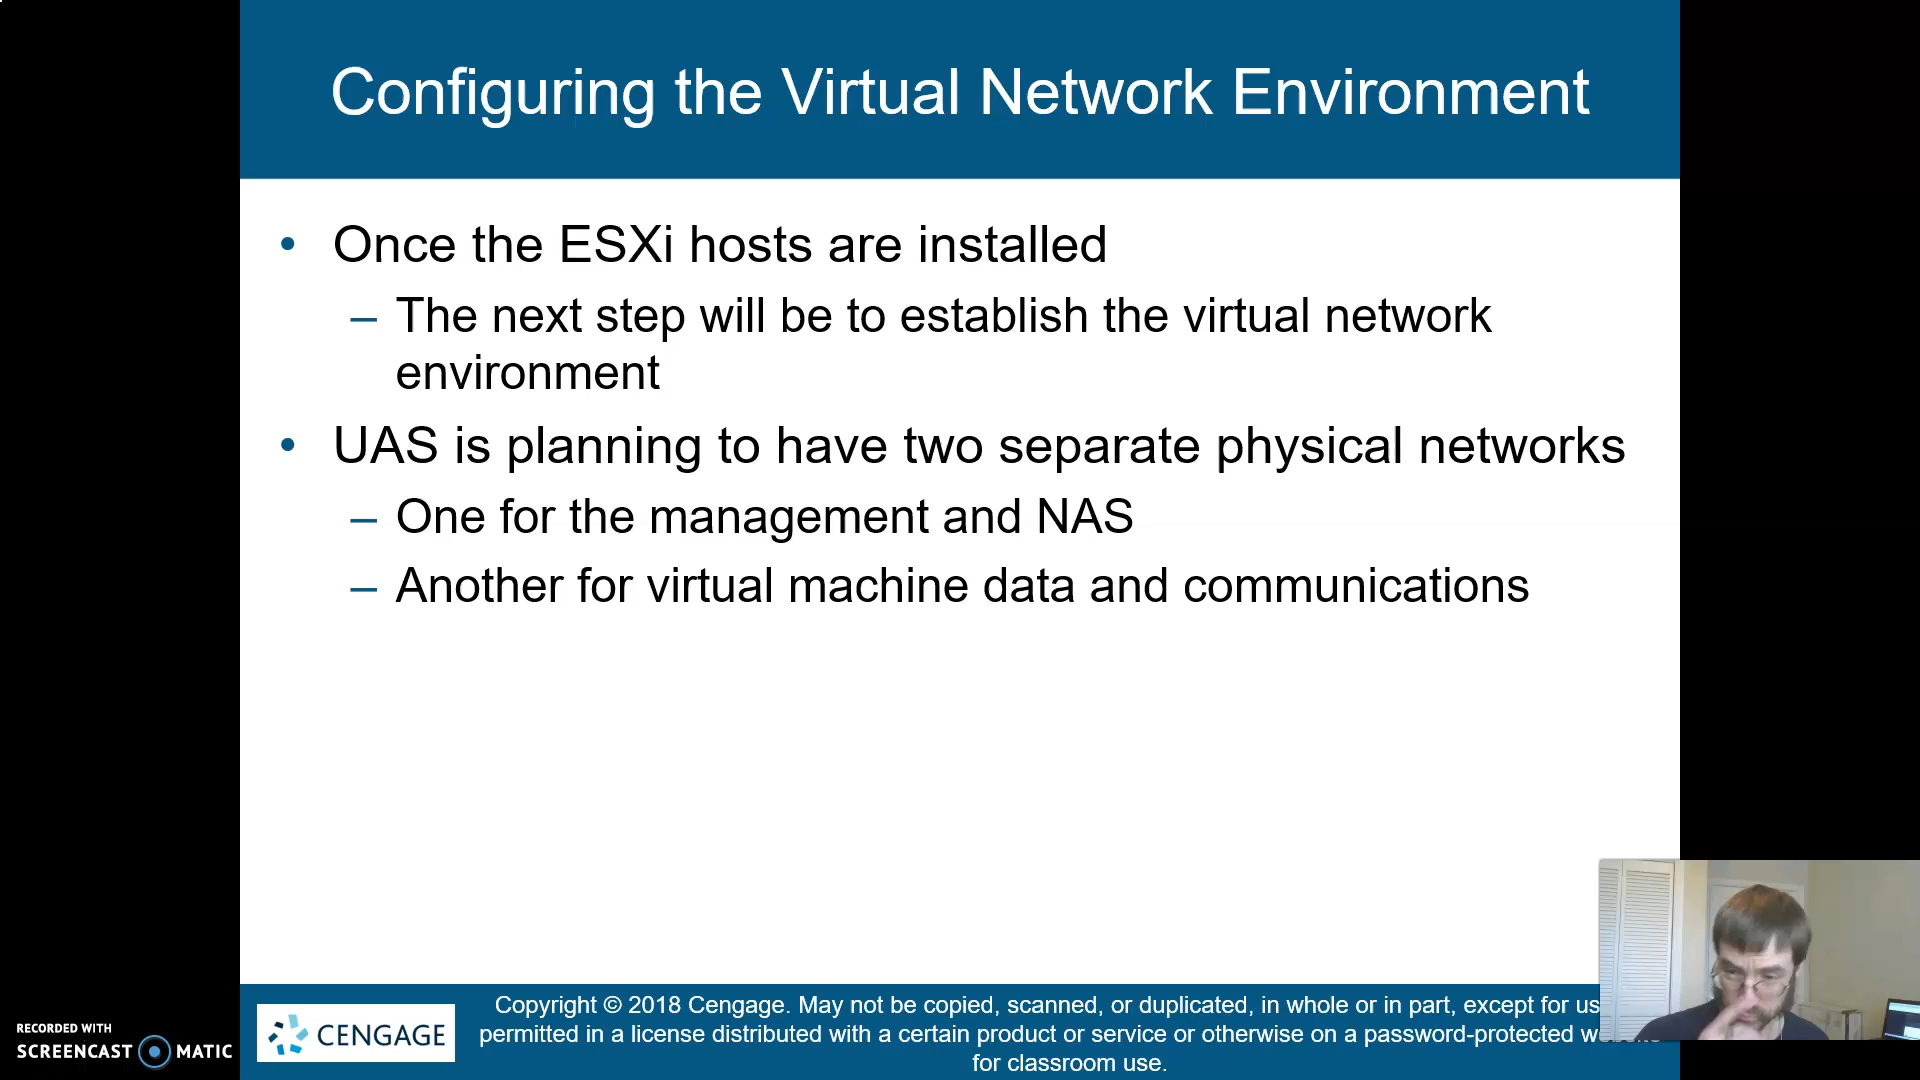 Configuring the Virtual Network Environment
• Once the ESXi hosts are installed
– The next step will be to establish the virtual network
environment
• UAS is planning to have two separate physical networks
– One for the management and NAS
– Another for virtual machine data and communications
RECORDED WITH
SCREENCAST MATIC
CENGAGE
Copyright © 2018 Cengage. May not be copied, scanned, or duplicated, in whole or in part, except for us
permitted in a license distributed with a certain product or service or otherwise on a password-protected
for classroom use.